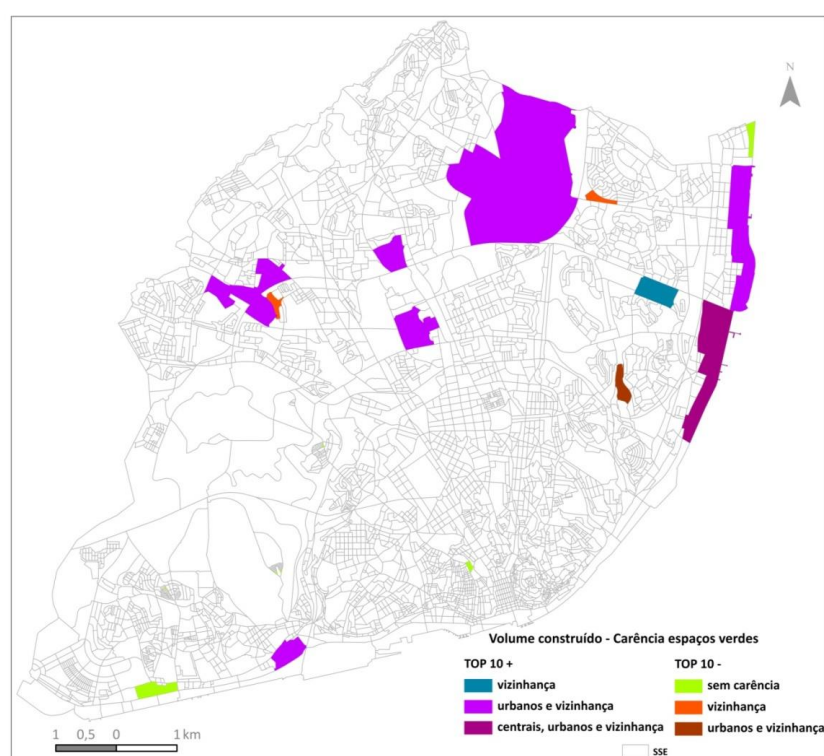 N
Volume construído - Carência espaços verdes
TOP 10 + TOP 10 -
vizinhança sem carência
urbanos e vizinhança vizinhança
centrais, urbanos e vizinhança urbanos e vizinhança
SSE
1 0,5 0 1 km